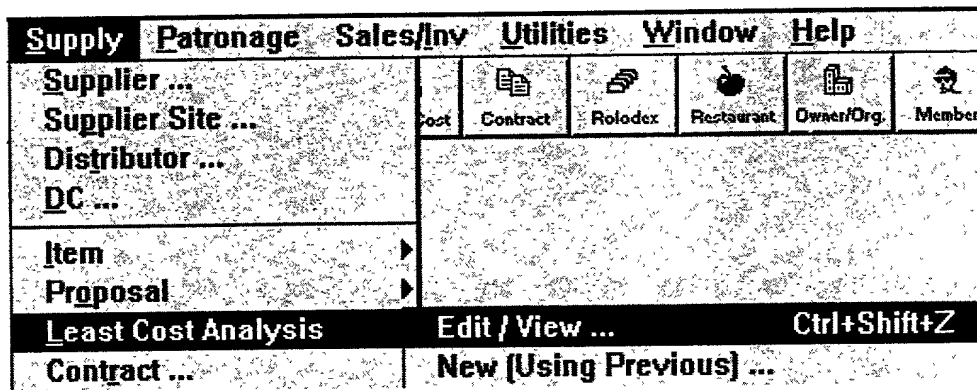 Supply Patronage Sales/Inv Utilities Window Help
Supplier ...
Supplier Site ...
Distributor ...
DC ...
Cost Contract Rolodex Restaurant Owner/Org. Member
Item
Proposal
Least Cost Analysis Edit / View ... Ctrl+Shift+Z
Contract ... New (Using Previous) ...